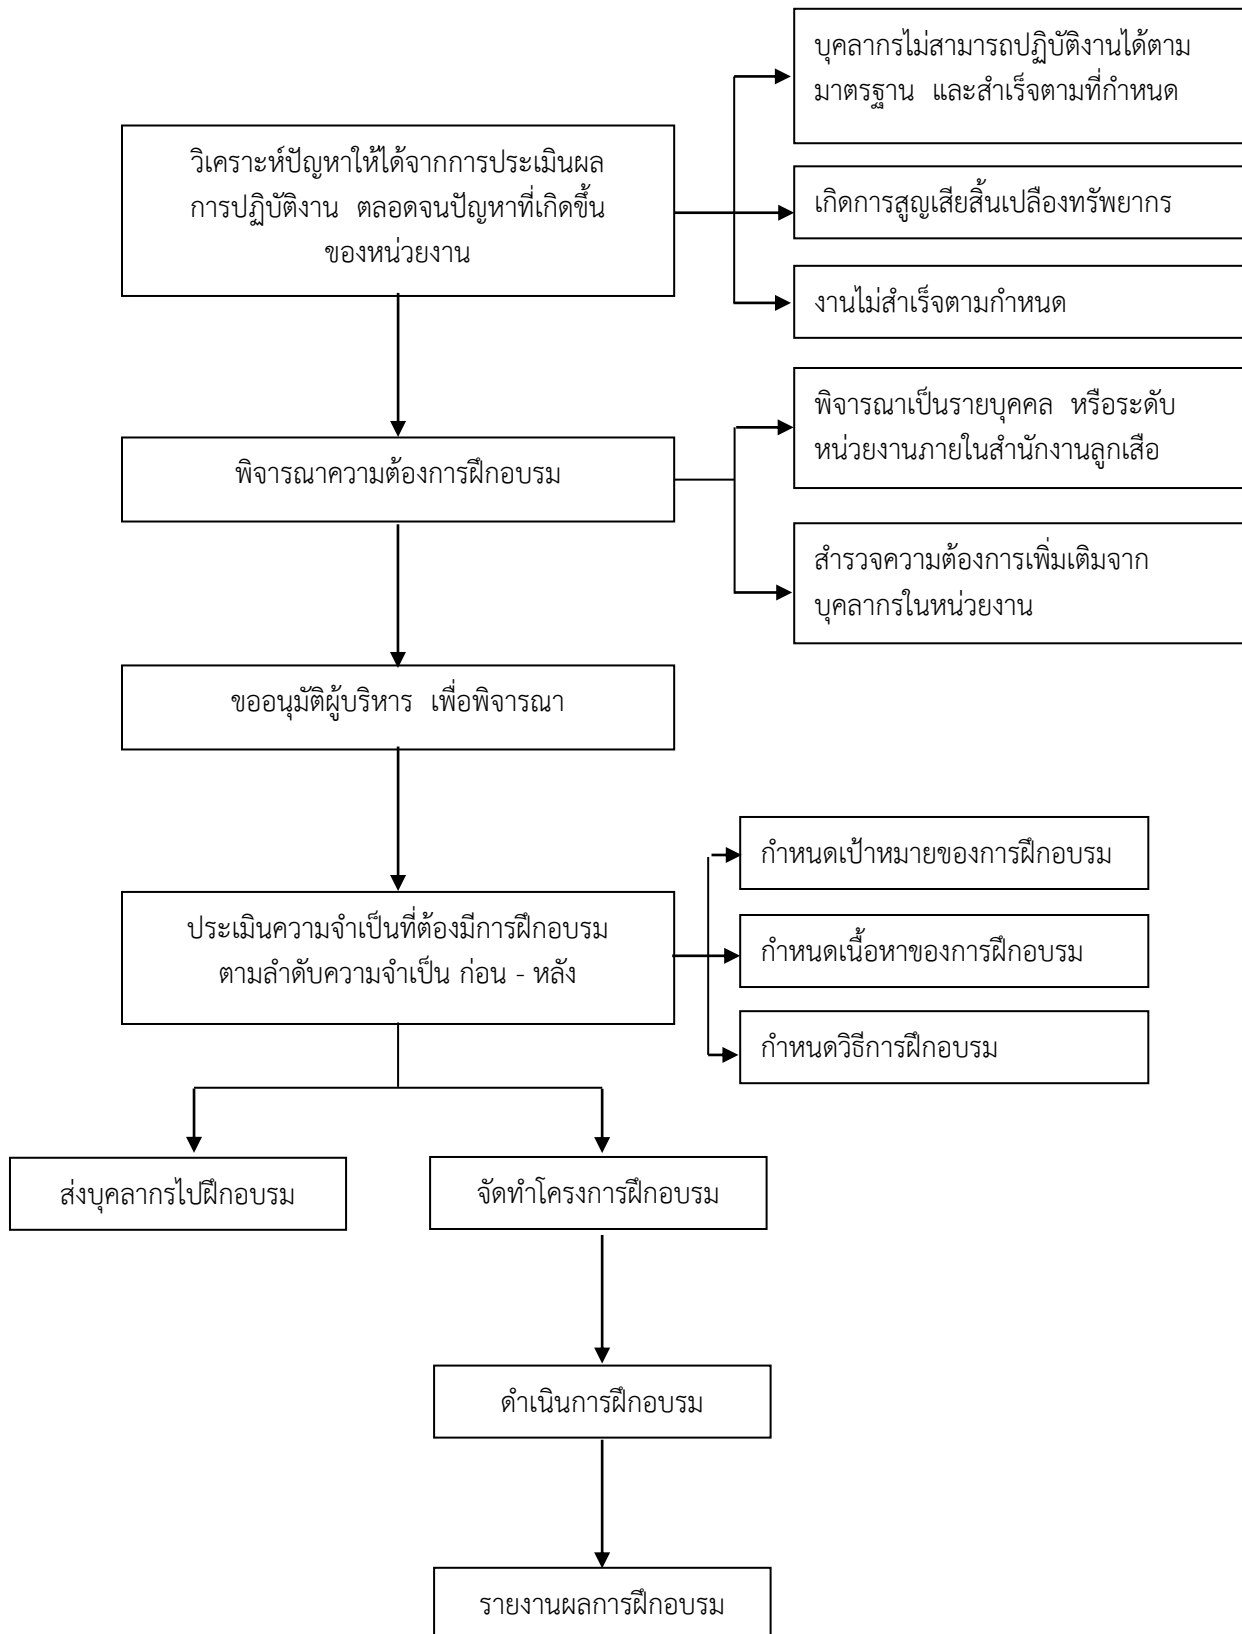 บุคลากรไม่สามารถปฏิบัติงานได้ตาม
มาตรฐาน และสำเร็จตามที่กำหนด
วิเคราะห์ปัญหาให้ได้จากการประเมินผล
การปฏิบัติงาน ตลอดจนปัญหาที่เกิดขึ้น
ของหน่วยงาน
เกิดการสูญเสียสิ้นเปลืองทรัพยากร
งานไม่สำเร็จตามกำหนด
พิจารณาความต้องการฝึกอบรม
พิจารณาเป็นรายบุคคล หรือระดับ
หน่วยงานภายในสำนักงานลูกเสือ
สำรวจความต้องการเพิ่มเติมจาก
บุคลากรในหน่วยงาน
ขออนุมัติผู้บริหาร เพื่อพิจารณา
ประเมินความจำเป็นที่ต้องมีการฝึกอบรม
ตามลำดับความจำเป็น ก่อน - หลัง
กำหนดเป้าหมายของการฝึกอบรม
กำหนดเนื้อหาของการฝึกอบรม
กำหนดวิธีการฝึกอบรม
ส่งบุคลากรไปฝึกอบรม
จัดทำโครงการฝึกอบรม
ดำเนินการฝึกอบรม
รายงานผลการฝึกอบรม